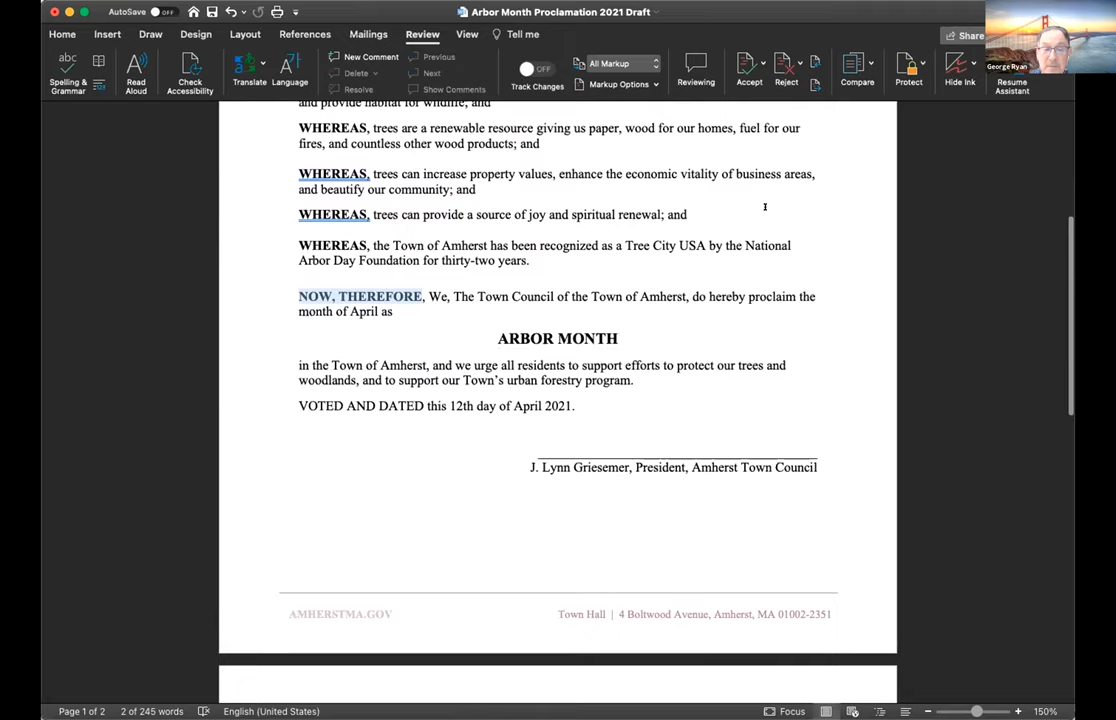 AutoSave OFF
Arbor Month Proclamation 2021 Draft
Home Insert Draw Design Layout References Mailings Review View Tell me
Share
George Ryan
abc
Spelling & Grammar
Read Aloud
Check Accessibility
Translate
Language
New Comment
Delete
Resolve
Previous
Next
Show Comments
OFF
Track Changes
All Markup
Markup Options
Reviewing
Accept
Reject
Compare
Protect
Hide Ink
Resume Assistant
and provide habitat for wildlife; and
WHEREAS, trees are a renewable resource giving us paper, wood for our homes, fuel for our
fires, and countless other wood products; and
WHEREAS, trees can increase property values, enhance the economic vitality of business areas,
and beautify our community; and
WHEREAS, trees can provide a source of joy and spiritual renewal; and
WHEREAS, the Town of Amherst has been recognized as a Tree City USA by the National
Arbor Day Foundation for thirty-two years.
NOW, THEREFORE, We, The Town Council of the Town of Amherst, do hereby proclaim the
month of April as
ARBOR MONTH
in the Town of Amherst, and we urge all residents to support efforts to protect our trees and
woodlands, and to support our Town's urban forestry program.
VOTED AND DATED this 12th day of April 2021.
J. Lynn Griesemer, President, Amherst Town Council
AMHERSTMA.GOV
Town Hall | 4 Boltwood Avenue, Amherst, MA 01002-2351
Page 1 of 2 2 of 245 words English (United States) Focus 150%